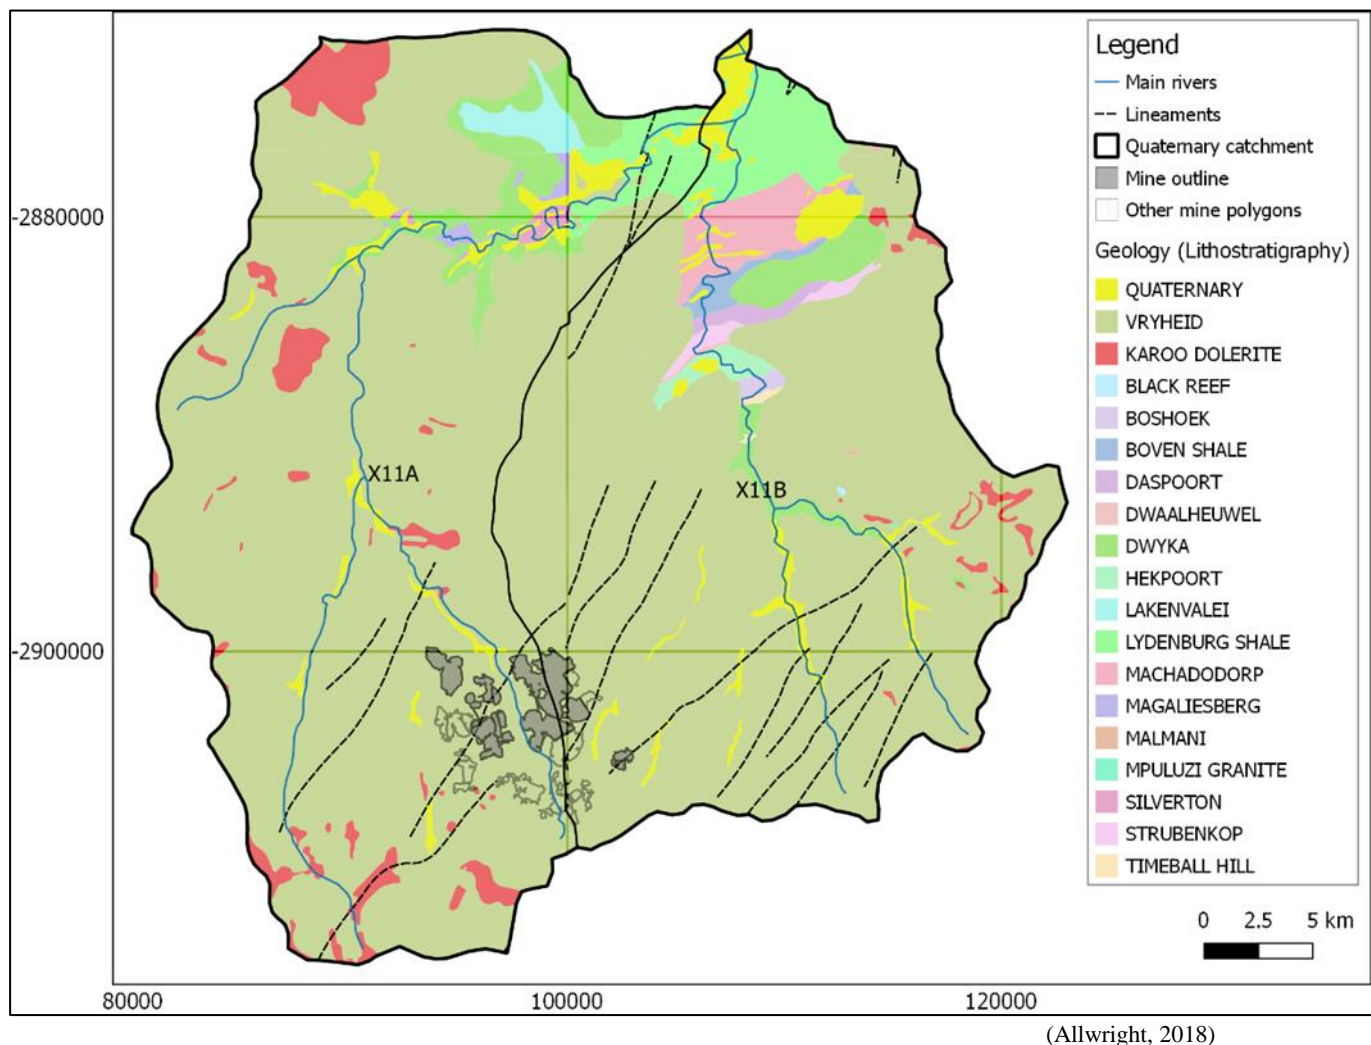 Legend
Main rivers
Lineaments
Quaternary catchment
Mine outline
Other mine polygons
Geology (Lithostratigraphy)
QUATERNARY
VRYHEID
KAROO DOLERITE
BLACK REEF
BOSHOEK
BOVEN SHALE
DASPOORT
DWAALHEUWEL
DWYKA
HEKPOORT
LAKENVALEI
LYDENBURG SHALE
MACHADODORP
MAGALIESBERG
MALMANI
MPULUZI GRANITE
SILVERTON
STRUBENKOP
TIMEBALL HILL
0 2.5 5 km
-2880000
X11A
X11B
-2900000
80000 100000 120000
(Allwright, 2018)